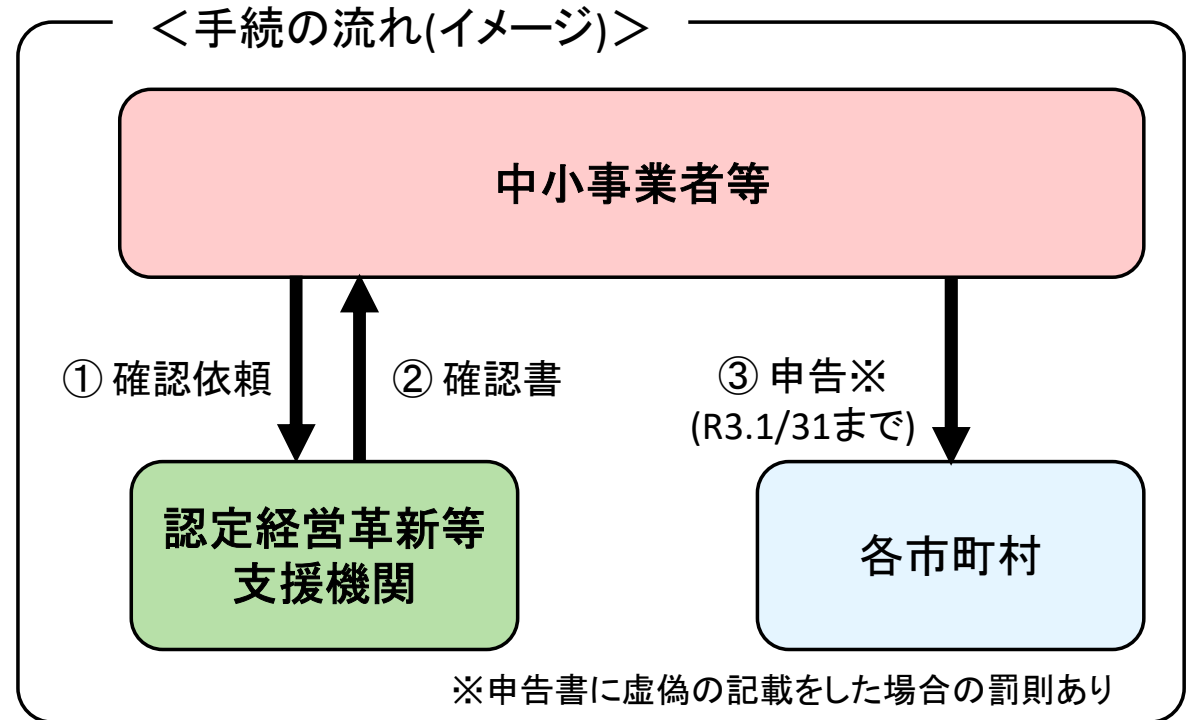 ＜手続の流れ(イメージ)＞
中小事業者等
① 確認依頼
② 確認書
③ 申告※
(R3.1/31まで)
認定経営革新等
支援機関
各市町村
※申告書に虚偽の記載をした場合の罰則あり